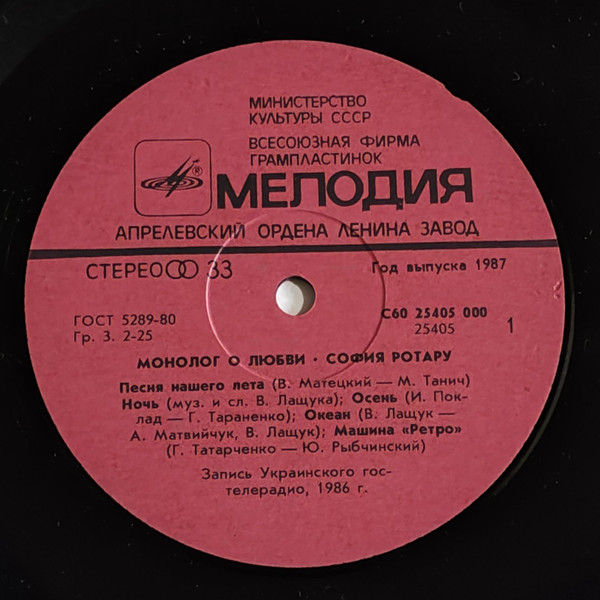 МИНИСТЕРСТВО
КУЛЬТУРЫ СССР
ВСЕСОЮЗНАЯ ФИРМА
ГРАМПЛАСТИНОК
®
МЕЛОДИЯ
АПРЕЛЕВСКИЙ ОРДЕНА ЛЕНИНА ЗАВОД
СТЕРЕО 33
Год выпуска 1987
ГОСТ 5289-80
Гр. 3. 2-25
С60 25405 000
25405
1
МОНОЛОГ О ЛЮБВИ · СОФИЯ РОТАРУ
Песня нашего лета (В. Матецкий — М. Танич)
Ночь (муз. и сл. В. Лащука); Осень (И. Пок-
лад — Г. Тараненко); Океан (В. Лащук —
А. Матвийчук, В. Лащук); Машина «Ретро»
(Г. Татарченко — Ю. Рыбчинский)
Запись Украинского гос-
телерадио, 1986 г.